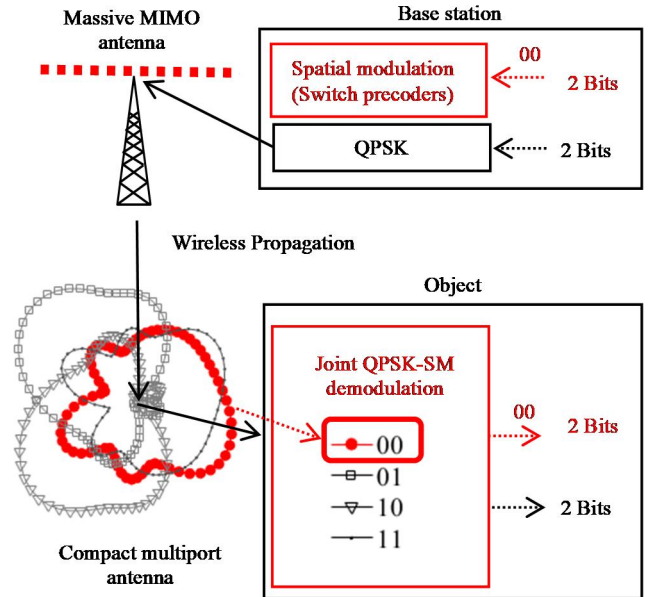 Massive MIMO
antenna
Base station
Spatial modulation
(Switch precoders)
00
2 Bits
QPSK
2 Bits
Wireless Propagation
Object
Joint QPSK-SM
demodulation
00
01
10
11
00
2 Bits
2 Bits
Compact multiport
antenna